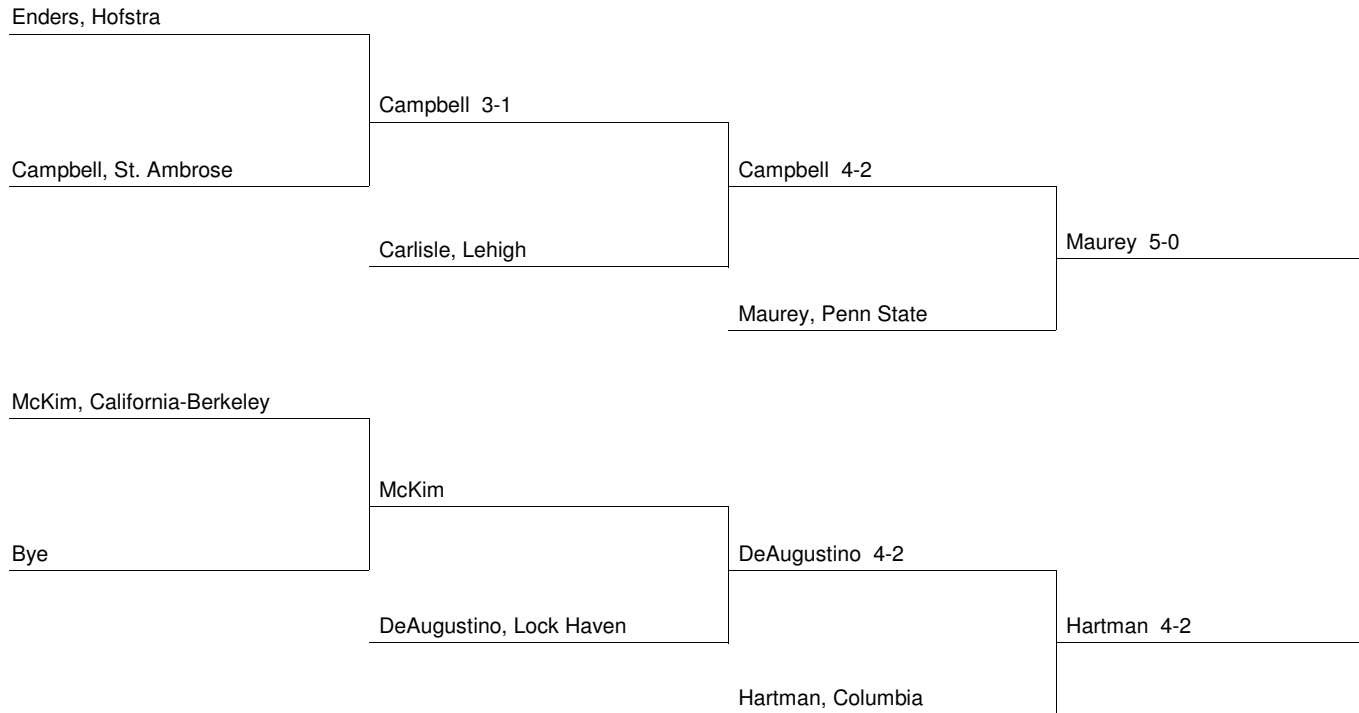 Enders, Hofstra
Campbell  3-1
Campbell, St. Ambrose
Campbell  4-2
Carlisle, Lehigh
Maurey  5-0
Maurey, Penn State
McKim, California-Berkeley
McKim
Bye
DeAugustino  4-2
DeAugustino, Lock Haven
Hartman  4-2
Hartman, Columbia